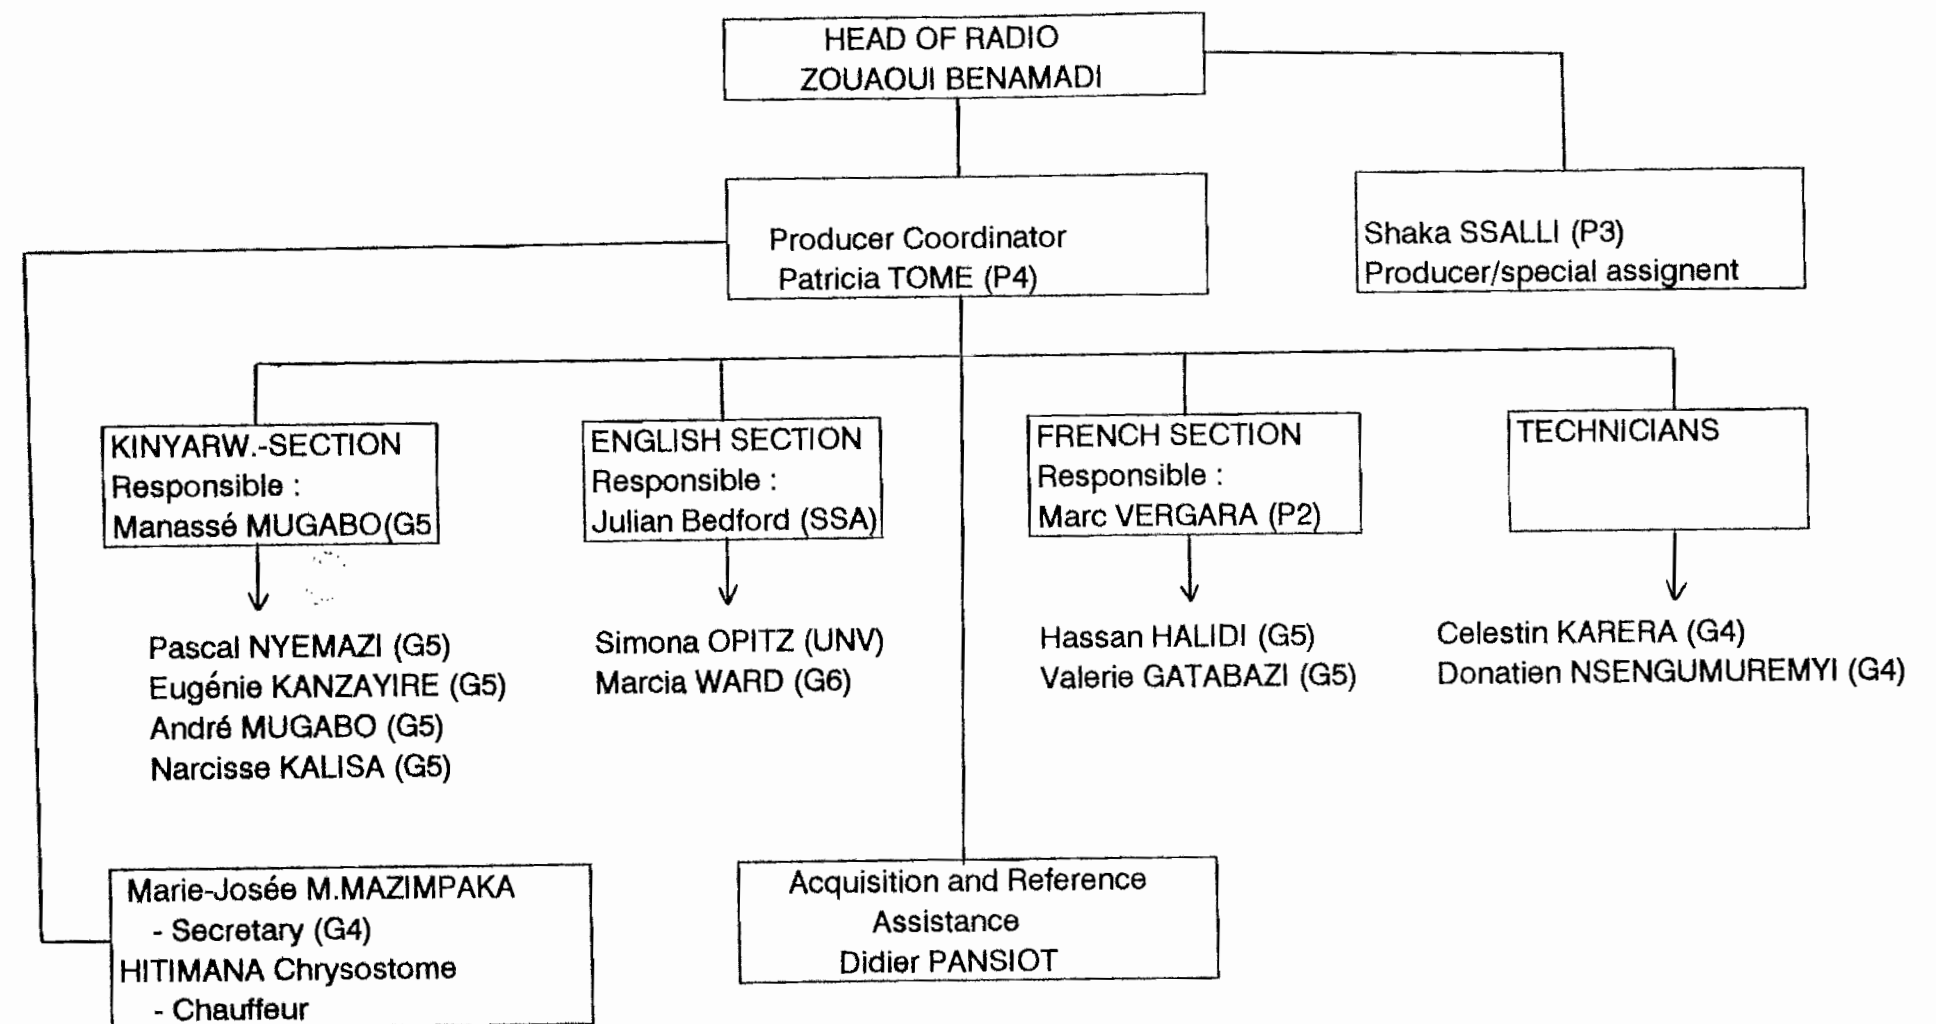 HEAD OF RADIO
ZOUAOUI BENAMADI
Producer Coordinator
Patricia TOME (P4)
Shaka SSALLI (P3)
Producer/special assignent
KINYARW.-SECTION
Responsible :
Manassé MUGABO(G5
ENGLISH SECTION
Responsible :
Julian Bedford (SSA)
FRENCH SECTION
Responsible :
Marc VERGARA (P2)
TECHNICIANS
Pascal NYEMAZI (G5)
Eugénie KANZAYIRE (G5)
André MUGABO (G5)
Narcisse KALISA (G5)
Simona OPITZ (UNV)
Marcia WARD (G6)
Hassan HALIDI (G5)
Valerie GATABAZI (G5)
Celestin KARERA (G4)
Donatien NSENGUMUREMYI (G4)
Marie-Josée M.MAZIMPAKA
- Secretary (G4)
HITIMANA Chrysostome
- Chauffeur
Acquisition and Reference
Assistance
Didier PANSIOT